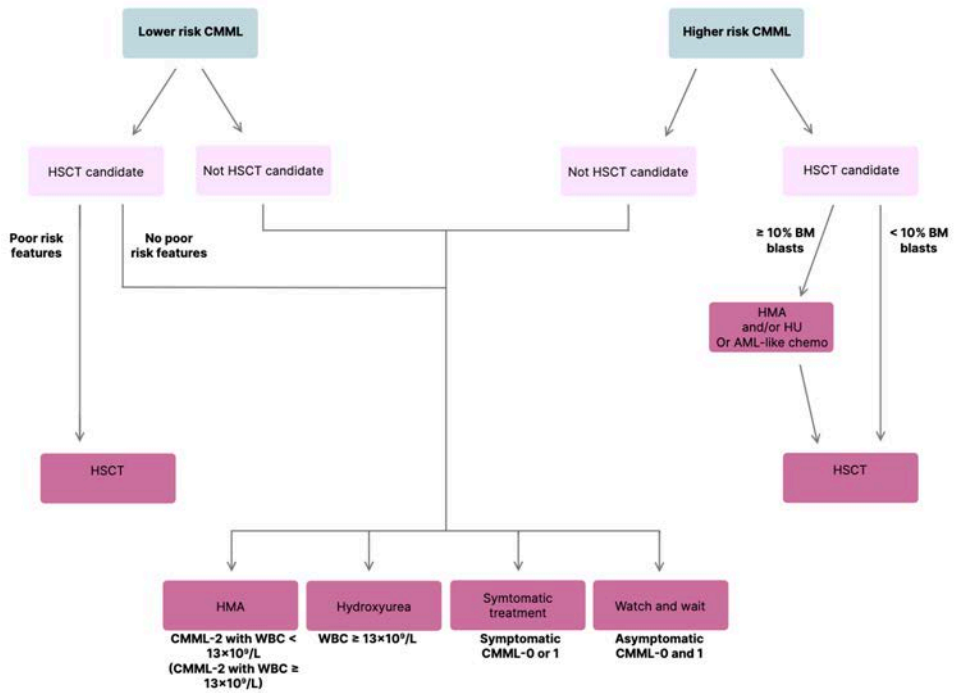 Lower risk CMML
Higher risk CMML
HSCT candidate
Not HSCT candidate
Not HSCT candidate
HSCT candidate
Poor risk
features
No poor
risk features
≥ 10% BM
blasts
< 10% BM
blasts
HMA
and/or HU
Or AML-like chemo
HSCT
HSCT
HMA
Hydroxyurea
Symtomatic
treatment
Watch and wait
CMML-2 with WBC <
13×10⁹/L
(CMML-2 with WBC ≥
13×10⁹/L)
WBC ≥ 13×10⁹/L
Symptomatic
CMML-0 or 1
Asymptomatic
CMML-0 and 1